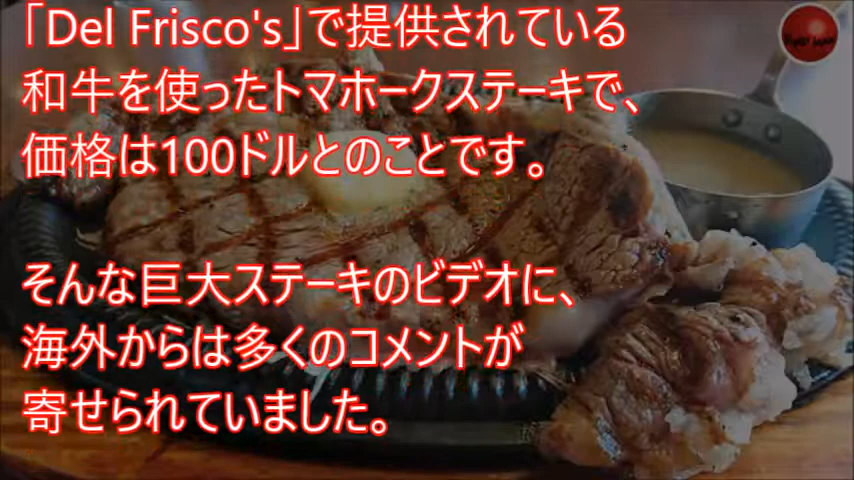 「Del Frisco's」で提供されている
和牛を使ったトマホークステーキで、
価格は100ドルとのことです。
そんな巨大ステーキのビデオに、
海外からは多くのコメントが
寄せられていました。